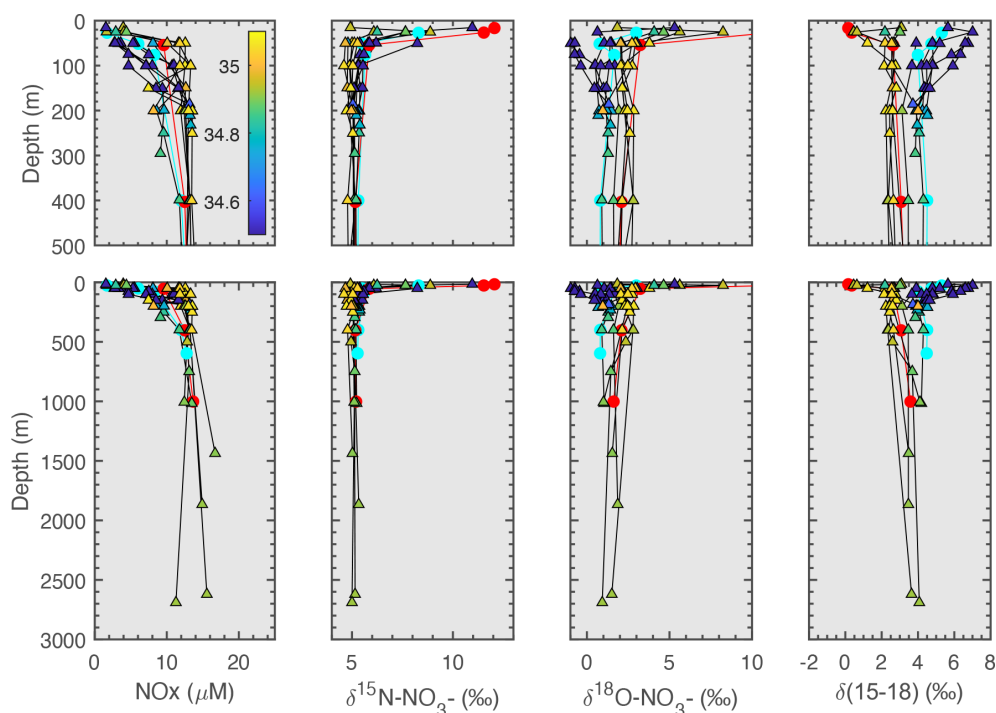 0
100
200
300
400
500
Depth (m)
35
34.8
34.6
0
500
1000
1500
2000
2500
3000
Depth (m)
0 10 20
5 10
0 5 10
-2 0 2 4 6 8
NOx (μM)
δ15N-NO3- (‰)
δ18O-NO3- (‰)
δ(15-18) (‰)